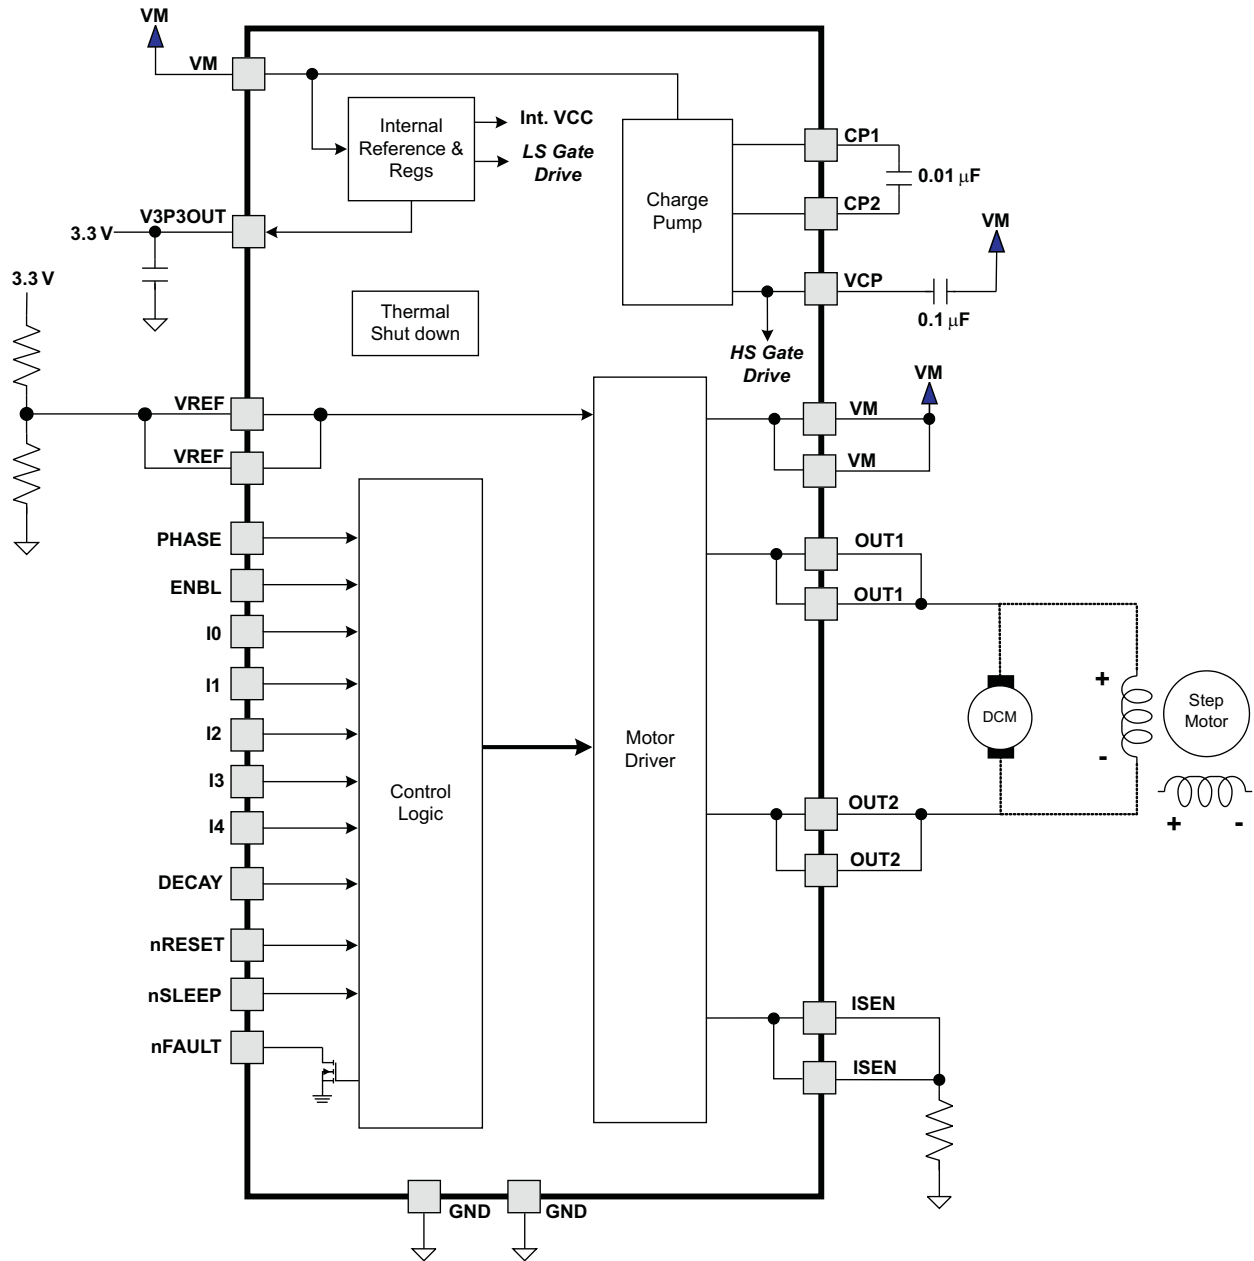 VM
VM
Internal
Reference &
Regs
Int. VCC
LS Gate
Drive
Charge
Pump
CP1
0.01 µF
CP2
V3P3OUT
3.3 V
VM
3.3 V
VCP
0.1 µF
Thermal
Shut down
HS Gate
Drive
VM
VREF
VM
VREF
VM
PHASE
OUT1
ENBL
OUT1
I0
I1
+
Step
Motor
DCM
I2
Motor
Driver
-
I3
Control
Logic
I4
OUT2
+ -
OUT2
DECAY
nRESET
nSLEEP
ISEN
nFAULT
ISEN
GND
GND